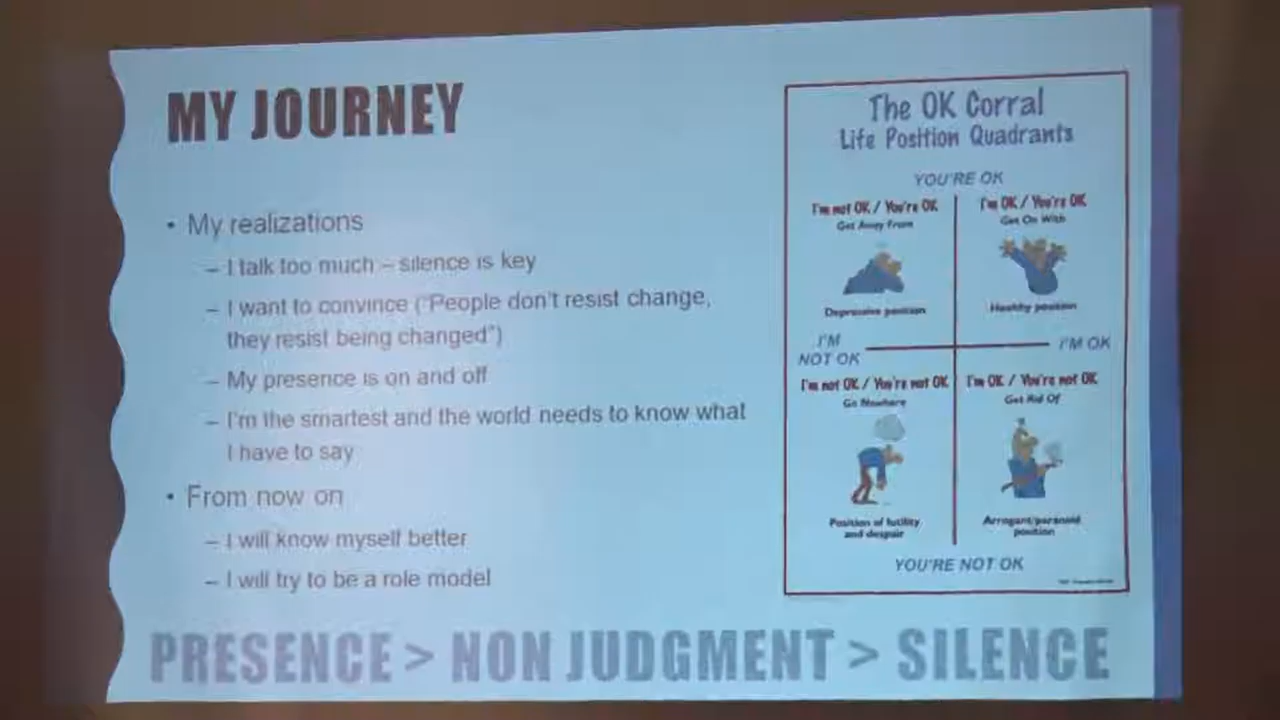 MY JOURNEY
• My realizations
– I talk too much – silence is key
– I want to convince ("People don't resist change,
they resist being changed")
– My presence is on and off
– I'm the smartest and the world needs to know what
I have to say
• From now on
– I will know myself better
– I will try to be a role model
The OK Corral
Life Position Quadrants
YOU'RE OK
I'm not OK / You're OK
Get Away From
Depressive position
I'm OK / You're OK
Get On With
Healthy position
I'M
NOT OK
I'M OK
I'm not OK / You're not OK
Go Nowhere
Position of futility
and despair
I'm OK / You're not OK
Get Rid Of
Arrogant/paranoid
position
YOU'RE NOT OK
PRESENCE > NON JUDGMENT > SILENCE